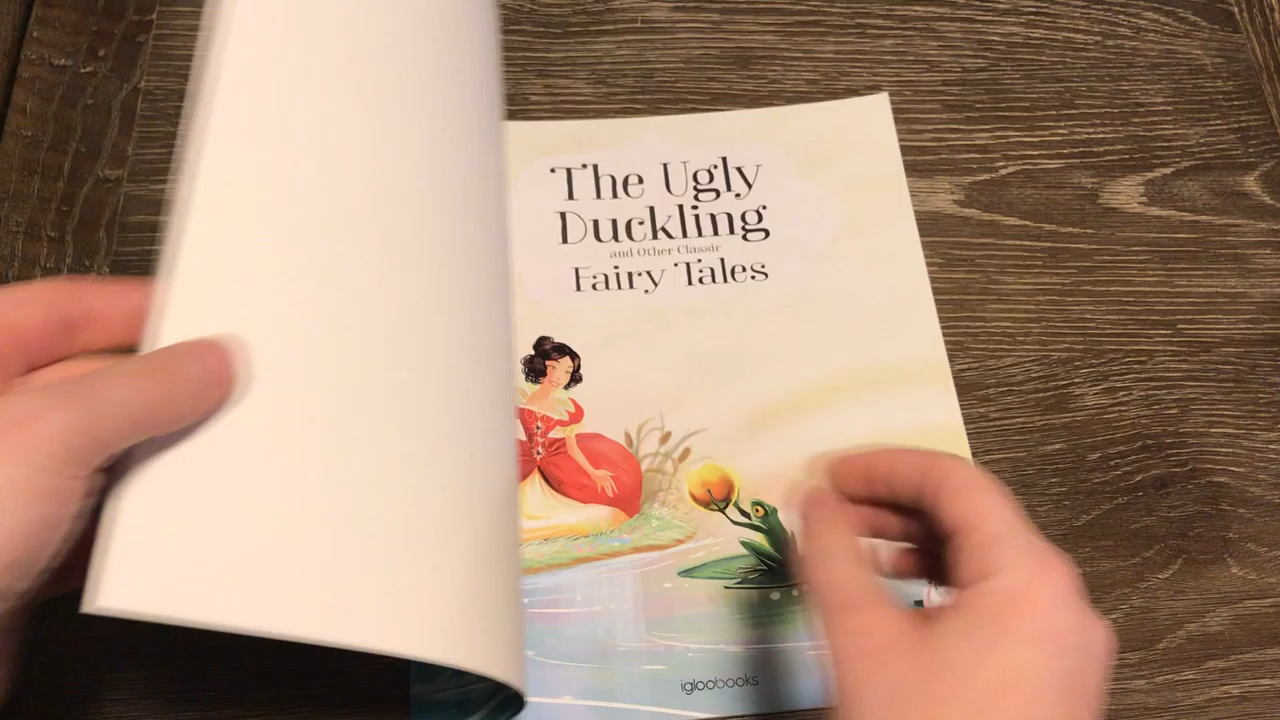 The Ugly
Duckling
and Other Classic
Fairy Tales
igloobooks